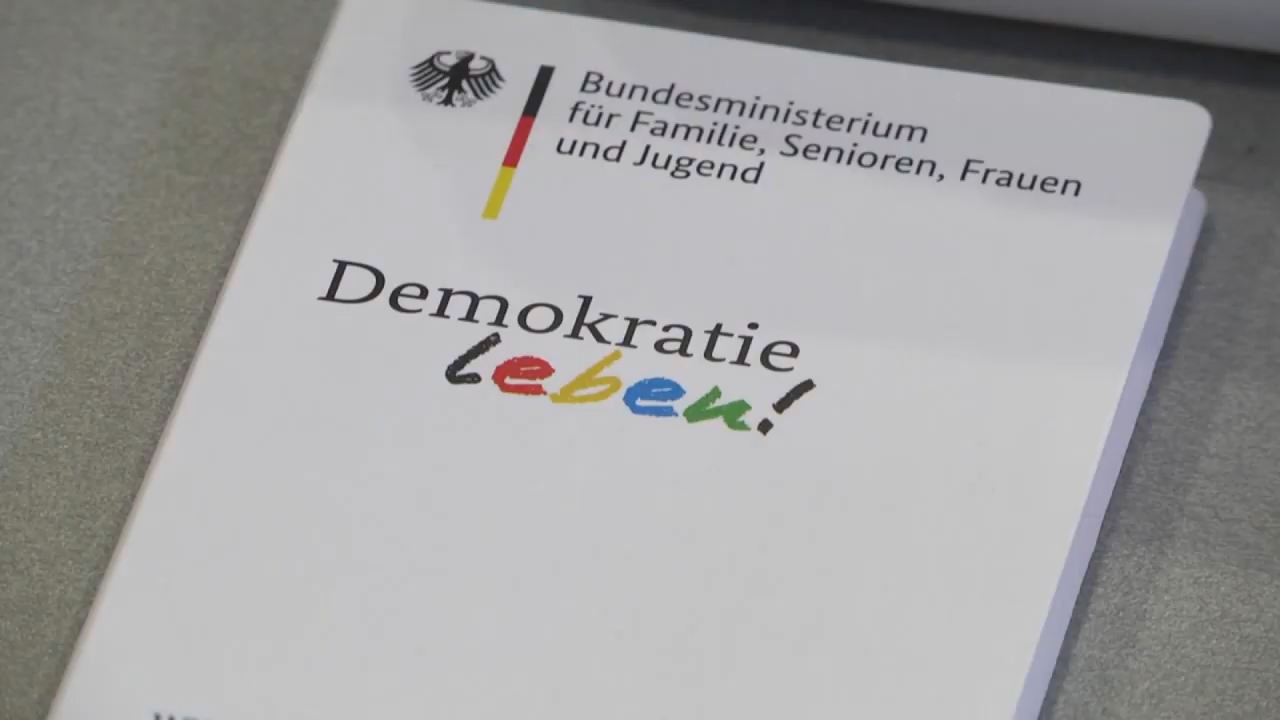 Bundesministerium
für Familie, Senioren, Frauen
und Jugend
Demokratie
leben!